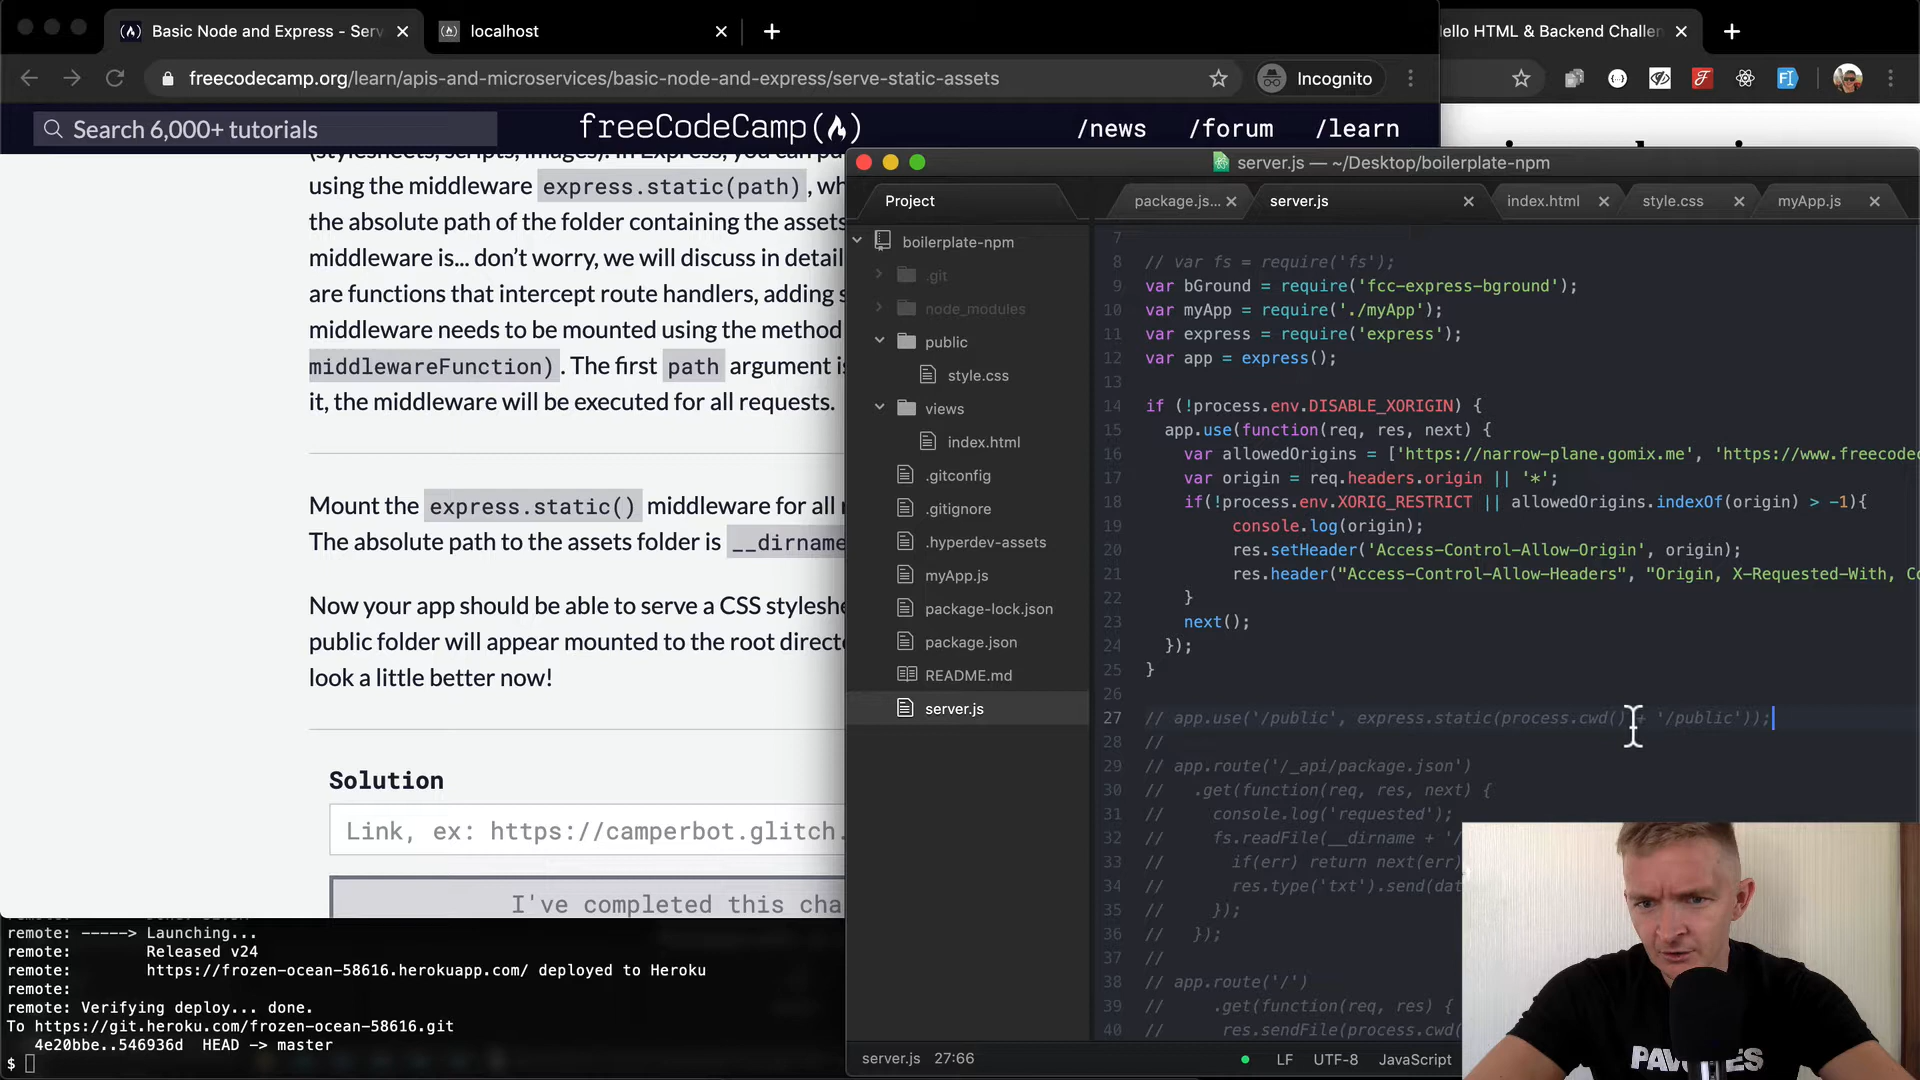 Basic Node and Express - Serv
localhost
ello HTML & Backend Challen
freecodecamp.org/learn/apis-and-microservices/basic-node-and-express/serve-static-assets
Incognito
Search 6,000+ tutorials
freeCodeCamp
/news
/forum
/learn
(stylesheets, scripts, images). In Express, you can pu
using the middleware express.static(path), wh
the absolute path of the folder containing the assets
middleware is... don't worry, we will discuss in detail
are functions that intercept route handlers, adding s
middleware needs to be mounted using the method
middlewareFunction). The first path argument is
it, the middleware will be executed for all requests.
Mount the express.static() middleware for all r
The absolute path to the assets folder is __dirname
Now your app should be able to serve a CSS styleshe
public folder will appear mounted to the root direct
look a little better now!
Solution
Link, ex: https://camperbot.glitch.
I've completed this cha
remote: -----> Launching...
remote: Released v24
remote: https://frozen-ocean-58616.herokuapp.com/ deployed to Heroku
remote:
remote: Verifying deploy... done.
To https://git.heroku.com/frozen-ocean-58616.git
4e20bbe..546936d HEAD -> master
$
server.js — ~/Desktop/boilerplate-npm
Project
package.js...
server.js
index.html
style.css
myApp.js
boilerplate-npm
.git
node_modules
public
style.css
views
index.html
.gitconfig
.gitignore
.hyperdev-assets
myApp.js
package-lock.json
package.json
README.md
server.js
7
8 // var fs = require('fs');
9 var bGround = require('fcc-express-bground');
10 var myApp = require('./myApp');
11 var express = require('express');
12 var app = express();
13
14 if (!process.env.DISABLE_XORIGIN) {
15 app.use(function(req, res, next) {
16 var allowedOrigins = ['https://narrow-plane.gomix.me', 'https://www.freecodec
17 var origin = req.headers.origin || '*';
18 if(!process.env.XORIG_RESTRICT || allowedOrigins.indexOf(origin) > -1){
19 console.log(origin);
20 res.setHeader('Access-Control-Allow-Origin', origin);
21 res.header("Access-Control-Allow-Headers", "Origin, X-Requested-With, Co
22 }
23 next();
24 });
25 }
26
27 // app.use('/public', express.static(process.cwd() + '/public'));
28 //
29 // app.route('/_api/package.json')
30 // .get(function(req, res, next) {
31 // console.log('requested');
32 // fs.readFile(__dirname + '/
33 // if(err) return next(err)
34 // res.type('txt').send(dat
35 // });
36 // });
37 //
38 // app.route('/')
39 // .get(function(req, res) {
40 // res.sendFile(process.cwd(
server.js 27:66
LF UTF-8 JavaScript